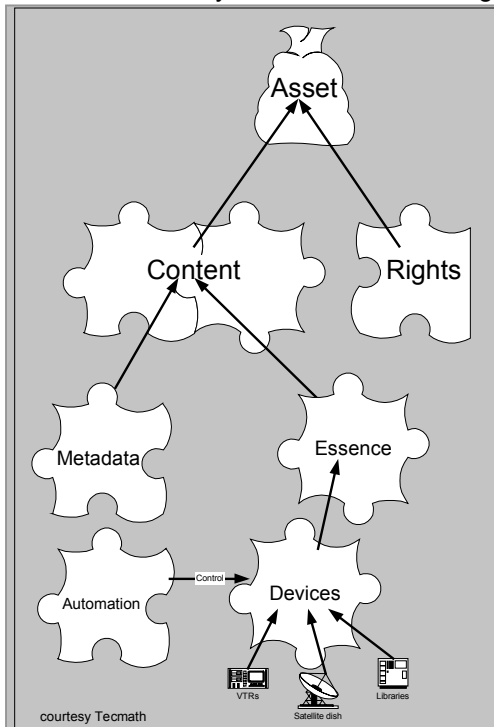 Asset
Content
Rights
Metadata
Essence
Automation
Control
Devices
VTRs
Satellite dish
Libraries
courtesy Tecmath